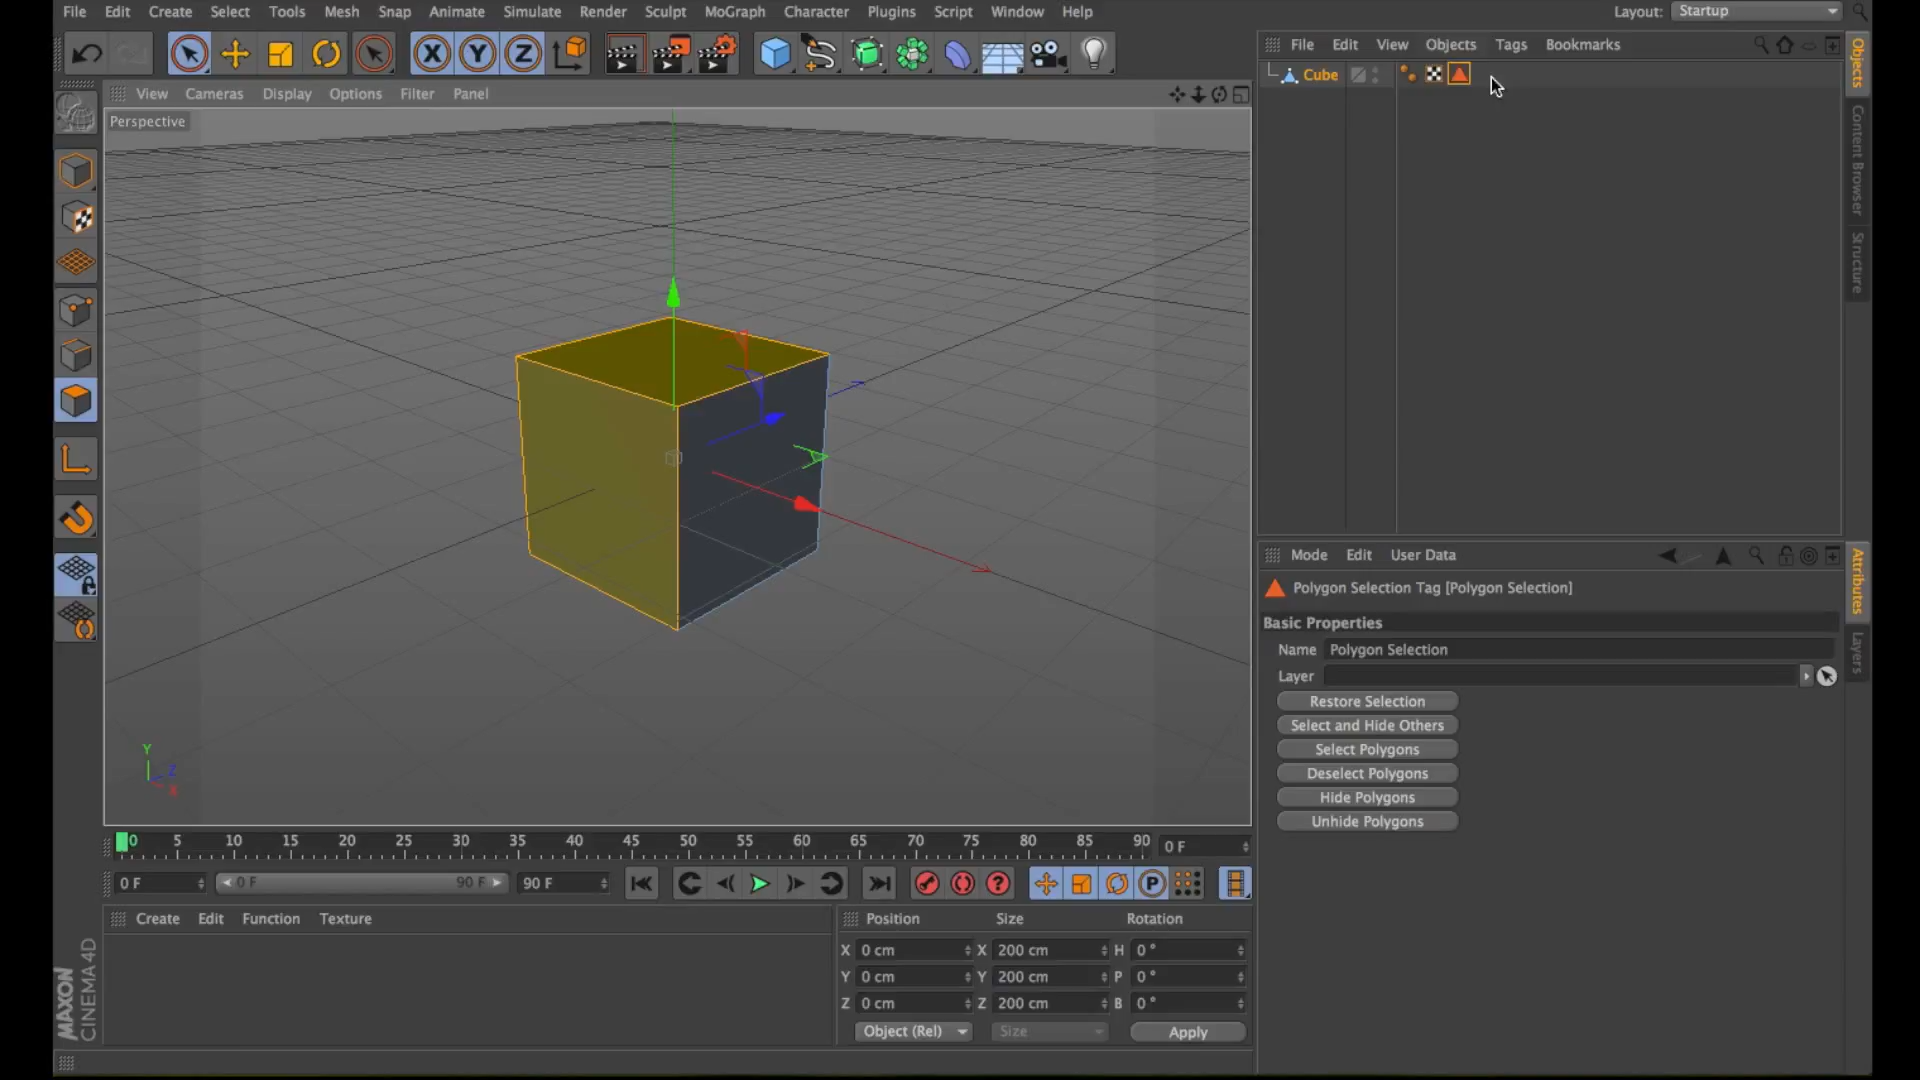 File Edit Create Select Tools Mesh Snap Animate Simulate Render Sculpt MoGraph Character Plugins Script Window Help Layout: Startup
X Y Z
File Edit View Objects Tags Bookmarks
Cube
View Cameras Display Options Filter Panel
Perspective
Objects
Content Browser
Structure
Mode Edit User Data
Polygon Selection Tag [Polygon Selection]
Basic Properties
Name Polygon Selection
Layer
Restore Selection
Select and Hide Others
Select Polygons
Deselect Polygons
Hide Polygons
Unhide Polygons
Attributes
Layers
Y
Z
X
0 5 10 15 20 25 30 35 40 45 50 55 60 65 70 75 80 85 90 0 F
0 F 0 F 90 F 90 F ? P
Create Edit Function Texture
Position Size Rotation
X 0 cm X 200 cm H 0 °
Y 0 cm Y 200 cm P 0 °
Z 0 cm Z 200 cm B 0 °
Object (Rel) Size Apply
MAXON
CINEMA 4D